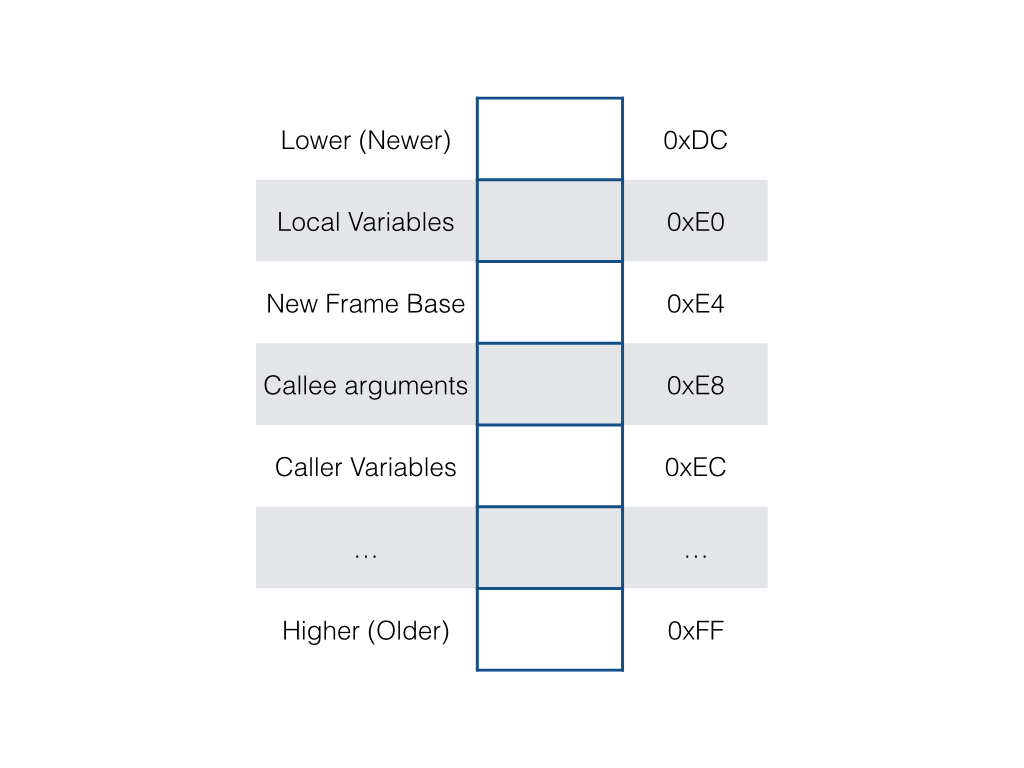 Lower (Newer) 0xDC
Local Variables 0xE0
New Frame Base 0xE4
Callee arguments 0xE8
Caller Variables 0xEC
… …
Higher (Older) 0xFF